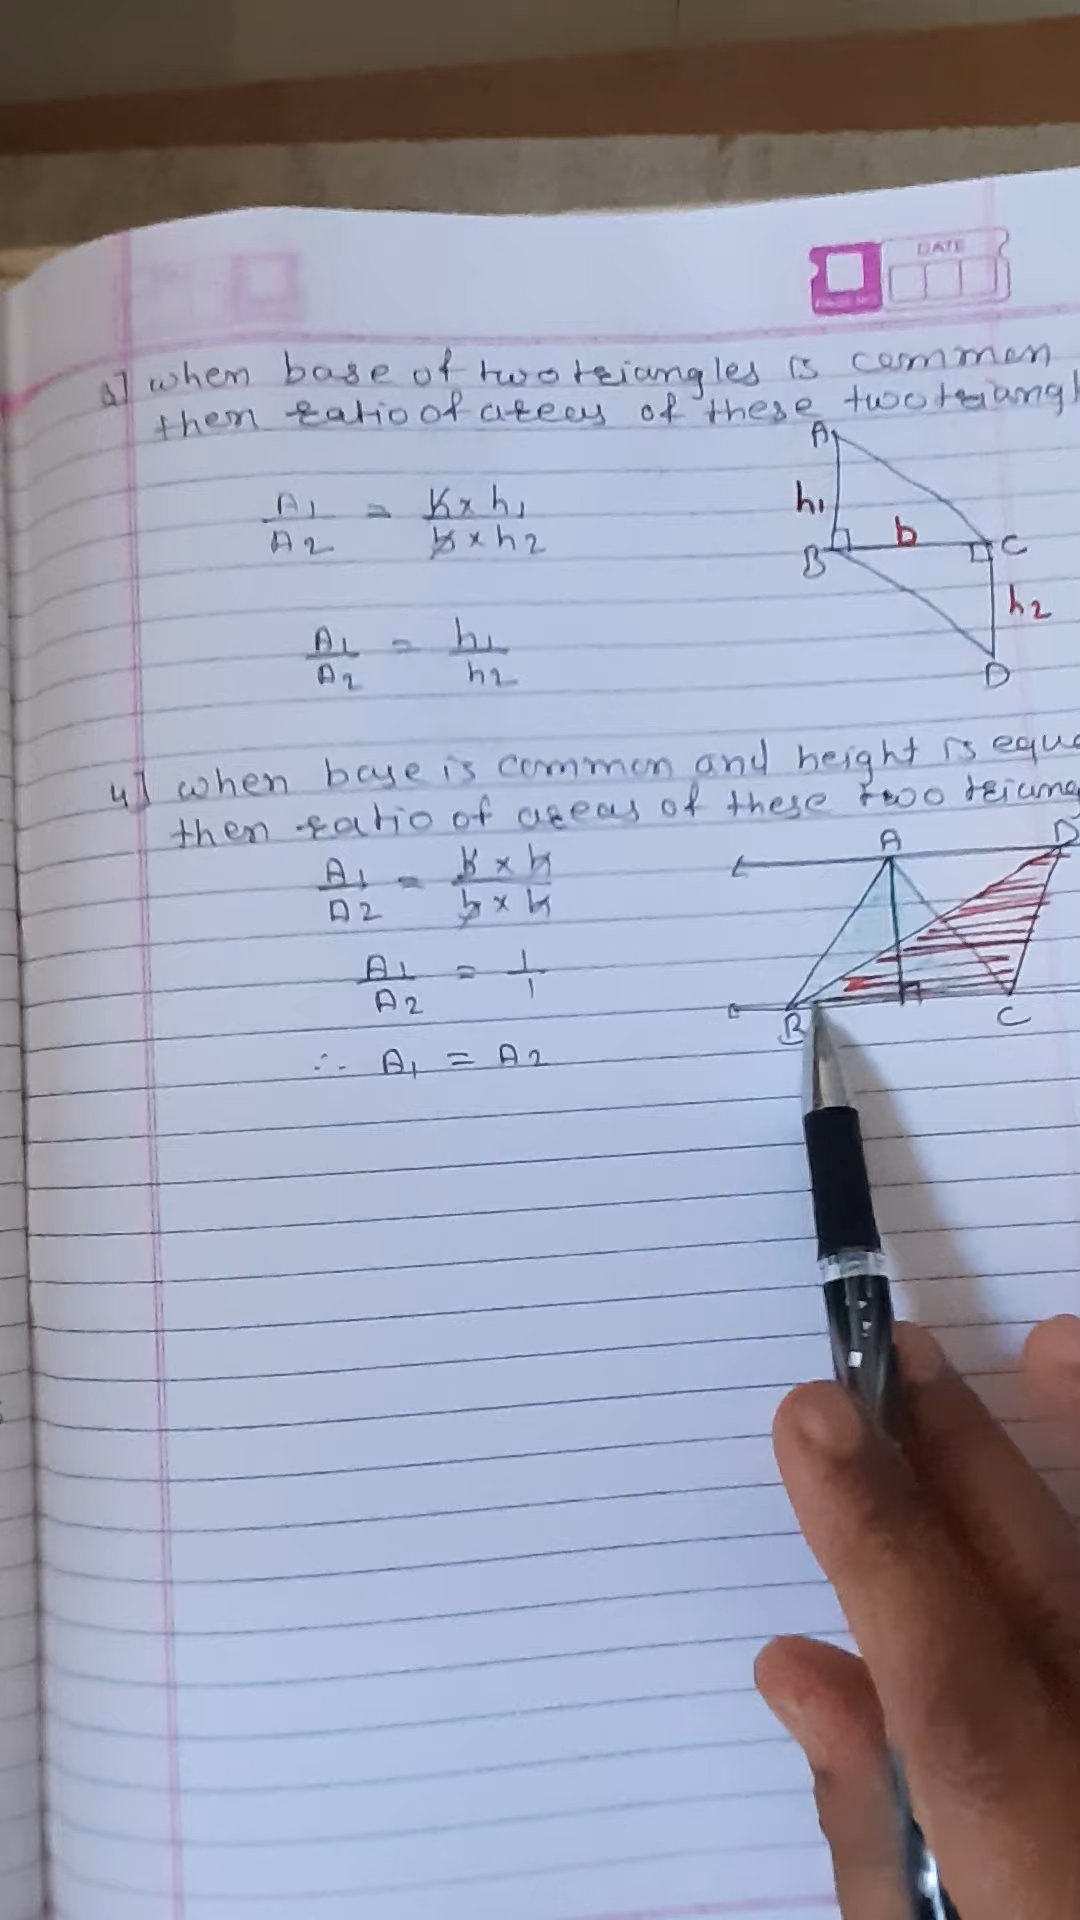 DATE
3] when base of two triangles is common
then ratio of areas of these two triangl
A1/A2 = b x h1/b x h2
A
h1
b
B
C
h2
D
A1/A2 = h1/h2
4] when base is common and height is equa
then ratio of areas of these two triang
A1/A2 = b x h/b x h
A
D
A1/A2 = 1/1
B
C
∴ A1 = A2